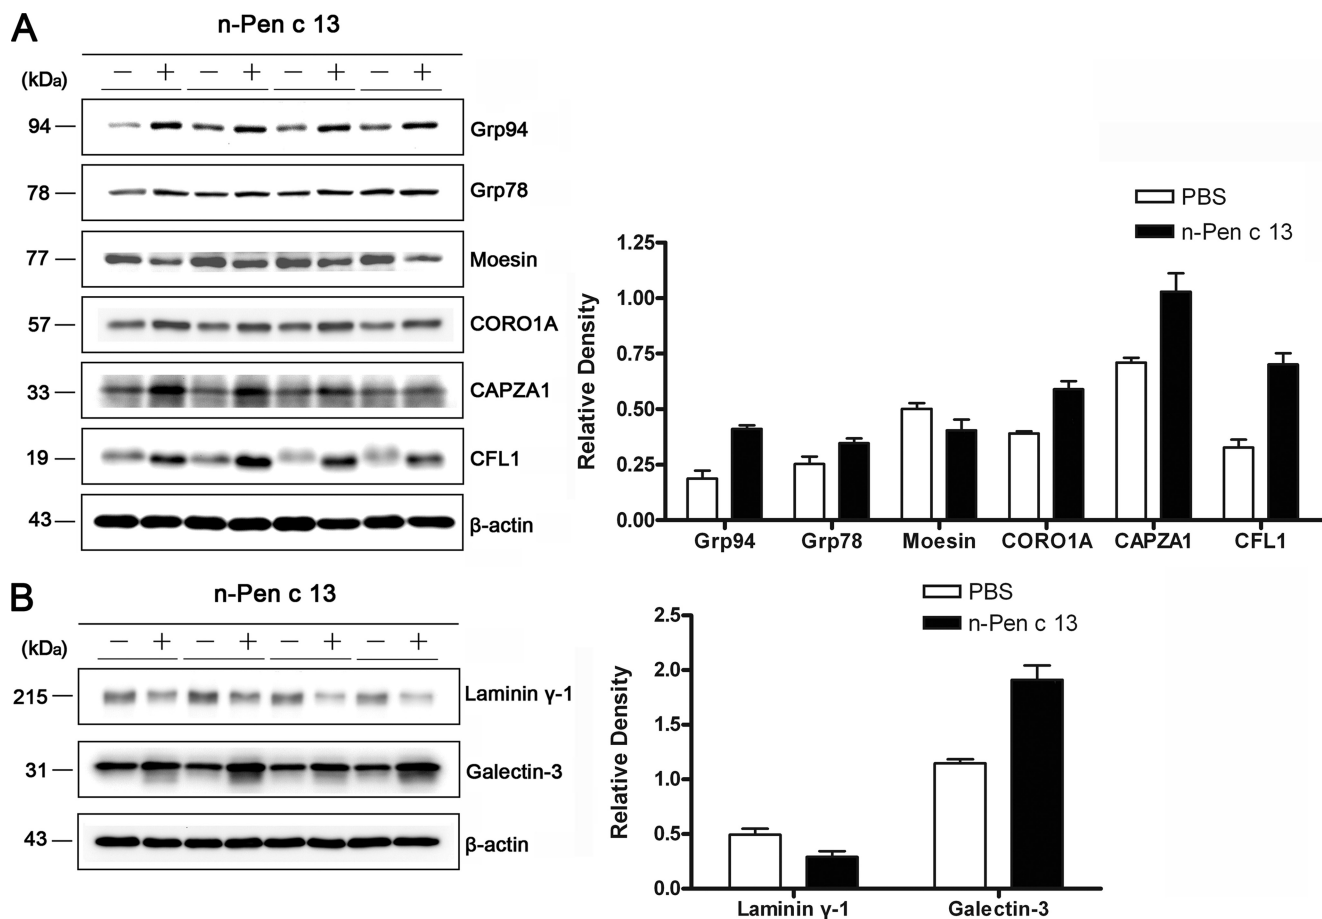 A
n-Pen c 13
(kDa)
− + − + − + − +
94 Grp94
78 Grp78
77 Moesin
57 CORO1A
33 CAPZA1
19 CFL1
43 β-actin
PBS
n-Pen c 13
Relative Density
1.25
1.00
0.75
0.50
0.25
0.00
Grp94 Grp78 Moesin CORO1A CAPZA1 CFL1
B
n-Pen c 13
(kDa)
− + − + − + − +
215 Laminin γ-1
31 Galectin-3
43 β-actin
PBS
n-Pen c 13
Relative Density
2.5
2.0
1.5
1.0
0.5
0.0
Laminin γ-1 Galectin-3